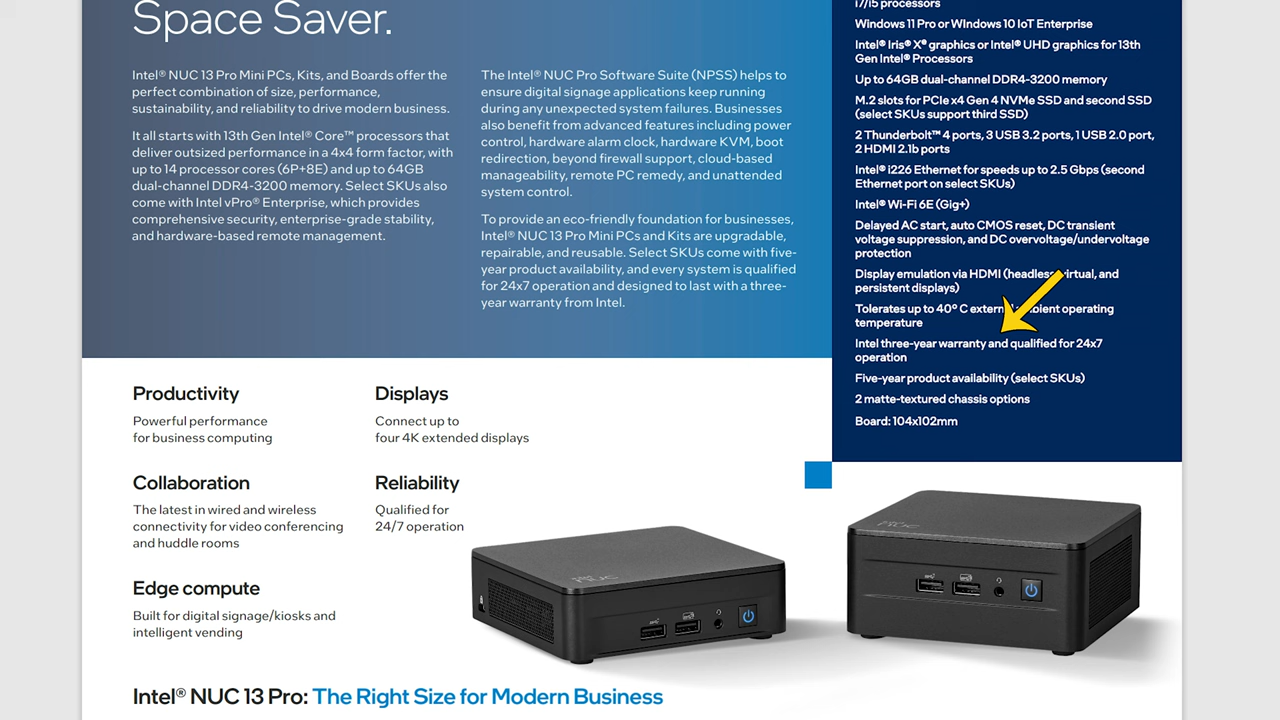 Space Saver.
Intel® NUC 13 Pro Mini PCs, Kits, and Boards offer the
perfect combination of size, performance,
sustainability, and reliability to drive modern business.
It all starts with 13th Gen Intel® Core™ processors that
deliver outsized performance in a 4x4 form factor, with
up to 14 processor cores (6P+8E) and up to 64GB
dual-channel DDR4-3200 memory. Select SKUs also
come with Intel vPro® Enterprise, which provides
comprehensive security, enterprise-grade stability,
and hardware-based remote management.
The Intel® NUC Pro Software Suite (NPSS) helps to
ensure digital signage applications keep running
during any unexpected system failures. Businesses
also benefit from advanced features including power
control, hardware alarm clock, hardware KVM, boot
redirection, beyond firewall support, cloud-based
manageability, remote PC remedy, and unattended
system control.
To provide an eco-friendly foundation for businesses,
Intel® NUC 13 Pro Mini PCs and Kits are upgradable,
repairable, and reusable. Select SKUs come with five-
year product availability, and every system is qualified
for 24x7 operation and designed to last with a three-
year warranty from Intel.
i7/i5 processors
Windows 11 Pro or WIndows 10 IoT Enterprise
Intel® Iris® Xᵉ graphics or Intel® UHD graphics for 13th
Gen Intel® Processors
Up to 64GB dual-channel DDR4-3200 memory
M.2 slots for PCIe x4 Gen 4 NVMe SSD and second SSD
(select SKUs support third SSD)
2 Thunderbolt™ 4 ports, 3 USB 3.2 ports, 1 USB 2.0 port,
2 HDMI 2.1b ports
Intel® i226 Ethernet for speeds up to 2.5 Gbps (second
Ethernet port on select SKUs)
Intel® Wi-Fi 6E (Gig+)
Delayed AC start, auto CMOS reset, DC transient
voltage suppression, and DC overvoltage/undervoltage
protection
Display emulation via HDMI (headless, virtual, and
persistent displays)
Tolerates up to 40° C external ambient operating
temperature
Intel three-year warranty and qualified for 24x7
operation
Five-year product availability (select SKUs)
2 matte-textured chassis options
Board: 104x102mm
Productivity
Powerful performance
for business computing
Displays
Connect up to
four 4K extended displays
Collaboration
The latest in wired and wireless
connectivity for video conferencing
and huddle rooms
Reliability
Qualified for
24/7 operation
Edge compute
Built for digital signage/kiosks and
intelligent vending
NUC
NUC
Intel® NUC 13 Pro: The Right Size for Modern Business